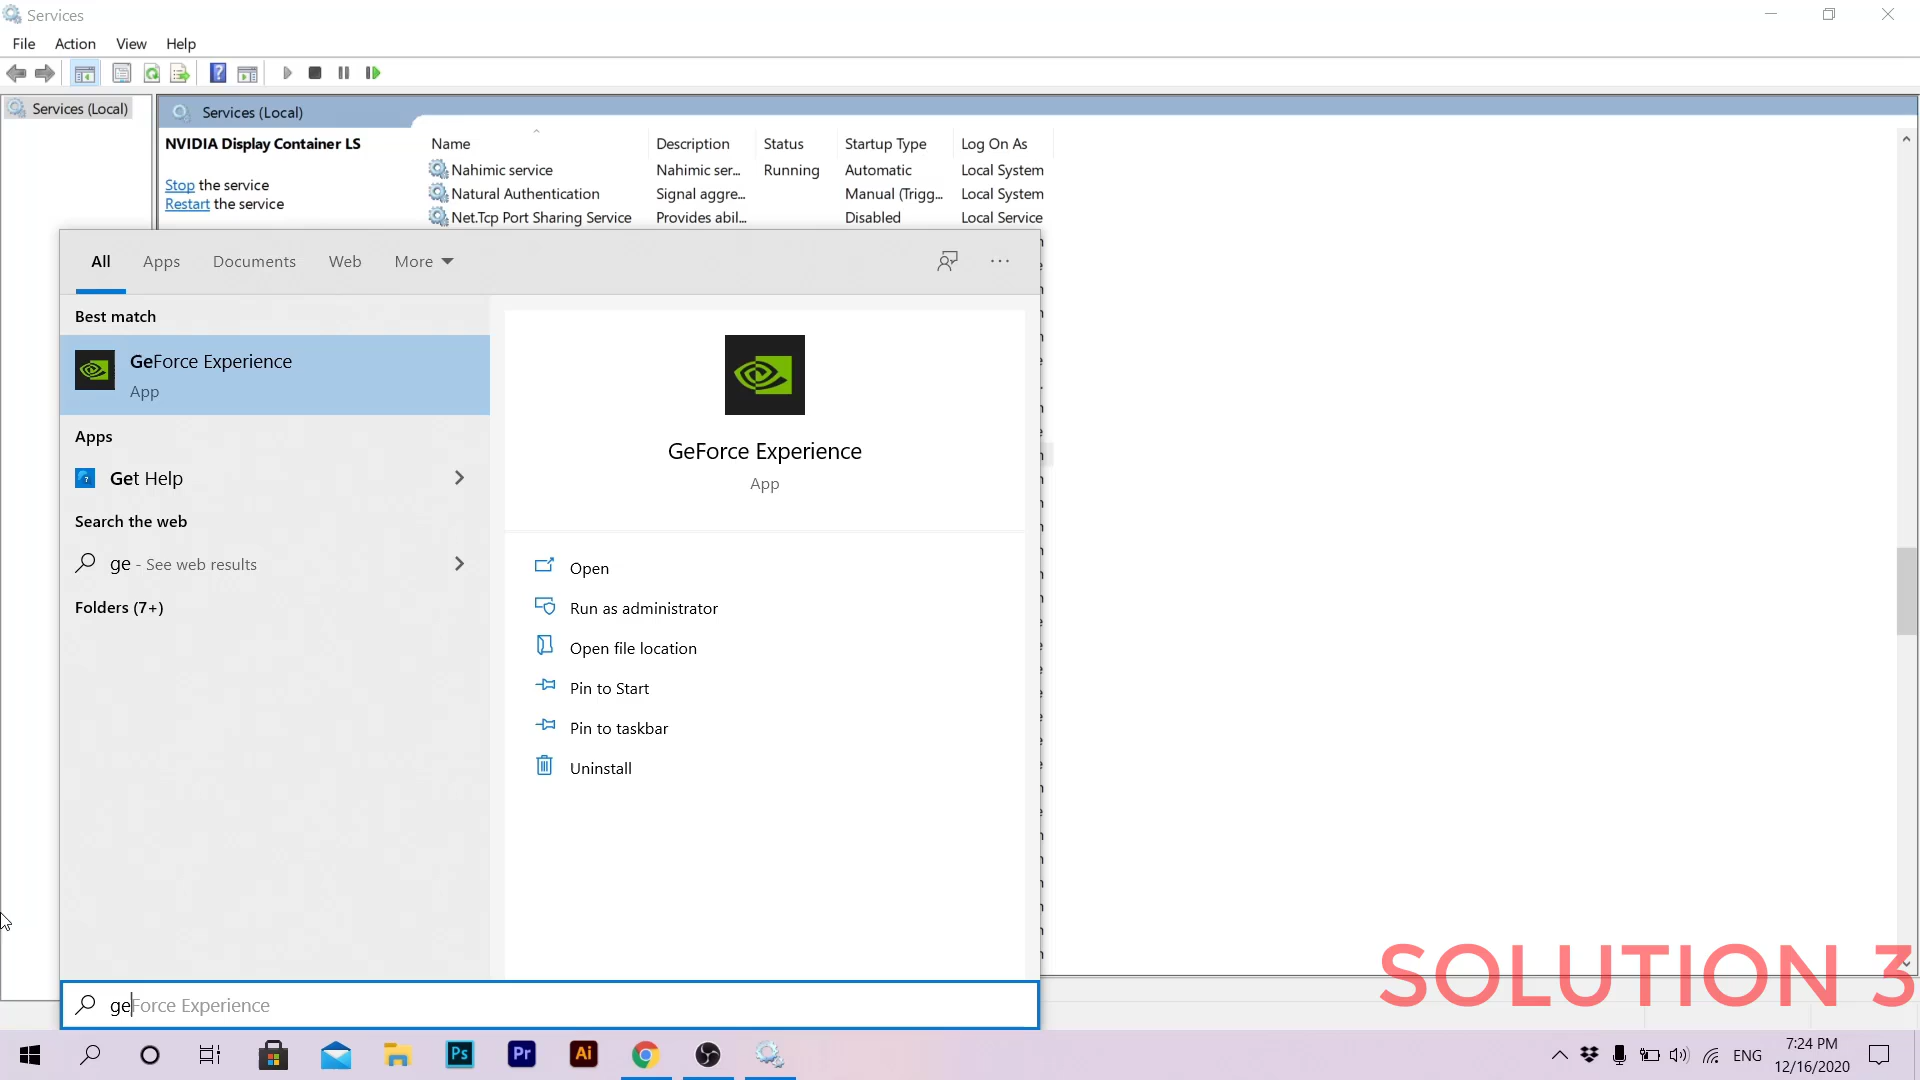 Services
File Action View Help
Services (Local)
Services (Local)
NVIDIA Display Container LS
Stop the service
Restart the service
Name Description Status Startup Type Log On As
Nahimic service Nahimic ser... Running Automatic Local System
Natural Authentication Signal aggre... Manual (Trigg... Local System
Net.Tcp Port Sharing Service Provides abil... Disabled Local Service
All Apps Documents Web More ...
Best match
GeForce Experience
App
Apps
Get Help
Search the web
ge - See web results
Folders (7+)
GeForce Experience
App
Open
Run as administrator
Open file location
Pin to Start
Pin to taskbar
Uninstall
SOLUTION 3
geForce Experience
Ps Pr Ai
ENG
7:24 PM
12/16/2020